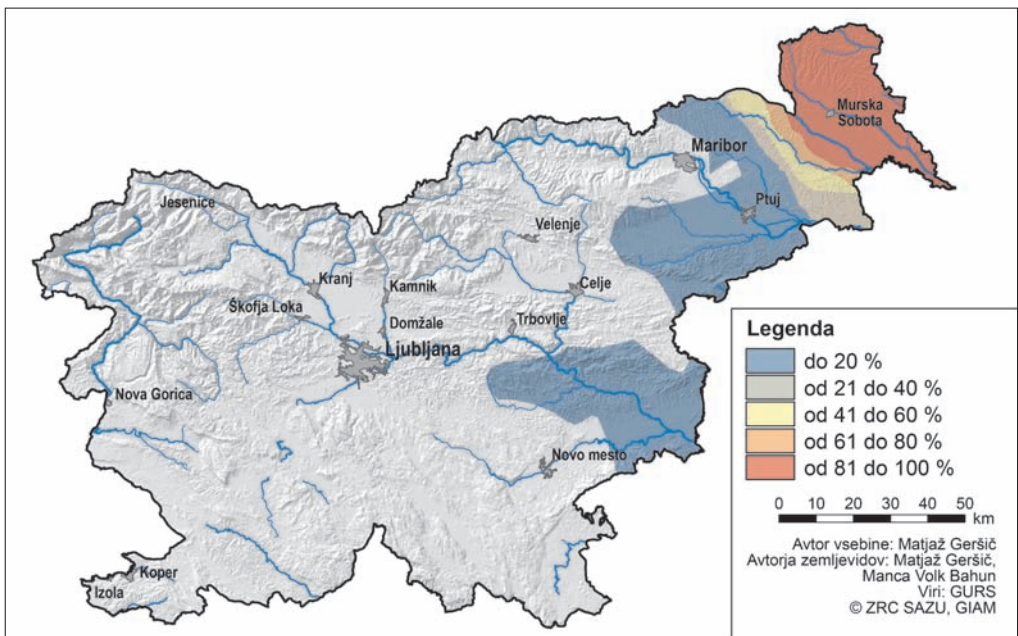 Murska
Sobota
Maribor
Jesenice
Ptuj
Velenje
Kranj
Kamnik
Celje
Škofja Loka
Domžale
Trbovlje
Ljubljana
Nova Gorica
Novo mesto
Koper
Izola
Legenda
do 20 %
od 21 do 40 %
od 41 do 60 %
od 61 do 80 %
od 81 do 100 %
0 10 20 30 40 50
km
Avtor vsebine: Matjaž Geršič
Avtorja zemljevidov: Matjaž Geršič,
Manca Volk Bahun
Viri: GURS
© ZRC SAZU, GIAM